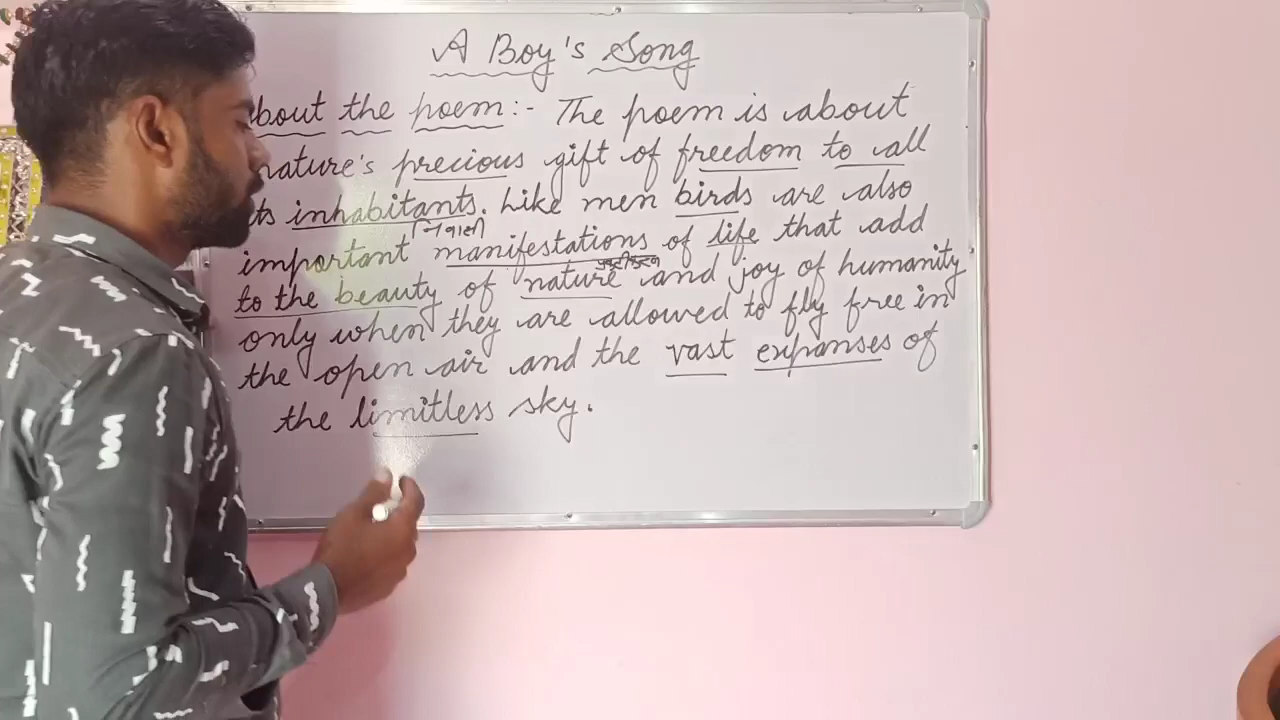 A Boy's Song
about the poem:- The poem is about
nature's precious gift of freedom to all
its inhabitants. Like men birds are also
निवासी
important manifestations of life that add
to the beauty of nature and joy of humanity
only when they are allowed to fly free in
the open air and the vast expanses of
the limitless sky.